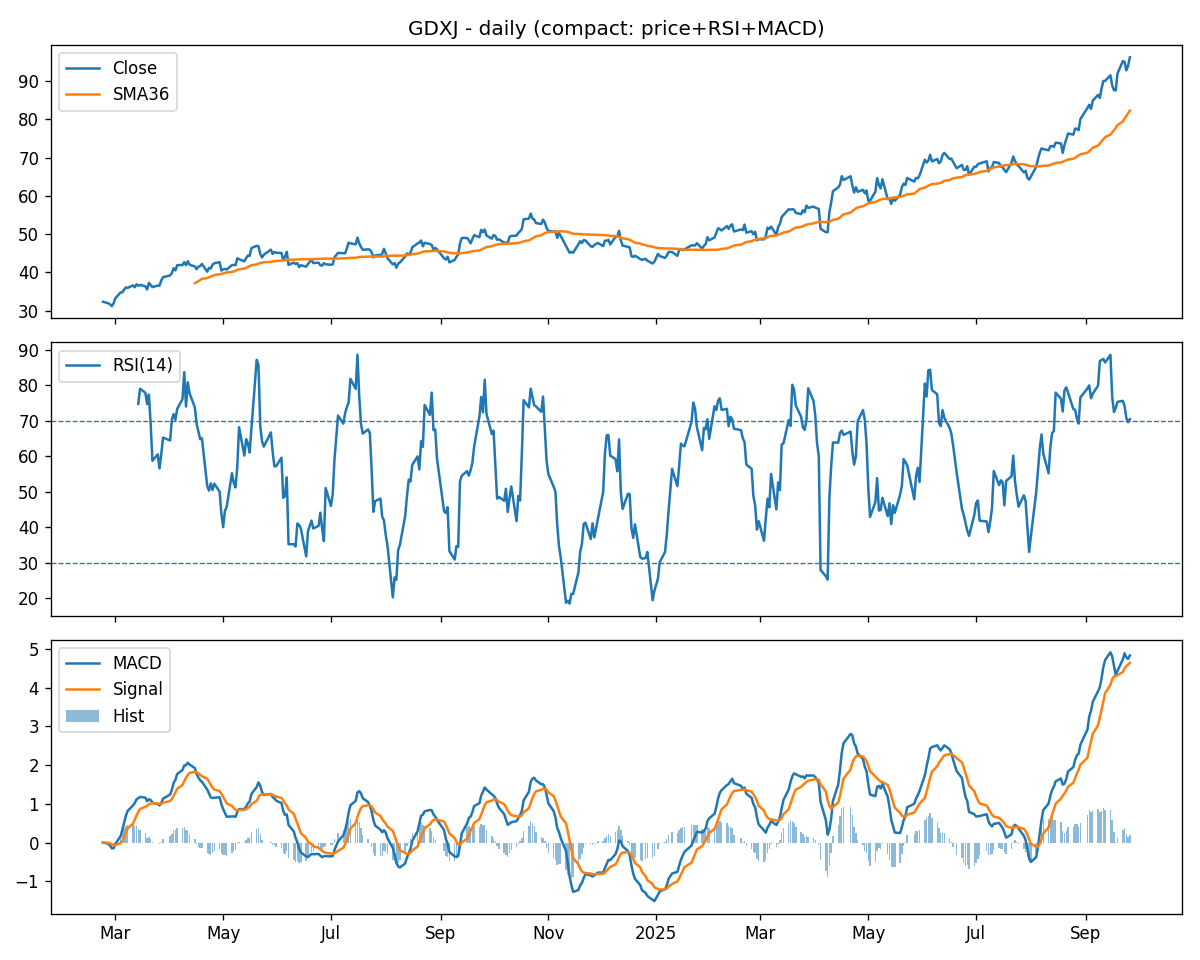 GDXJ - daily (compact: price+RSI+MACD)
Close
SMA36
90
80
70
60
50
40
30
RSI(14)
90
80
70
60
50
40
30
20
MACD
Signal
Hist
5
4
3
2
1
0
−1
Mar May Jul Sep Nov 2025 Mar May Jul Sep